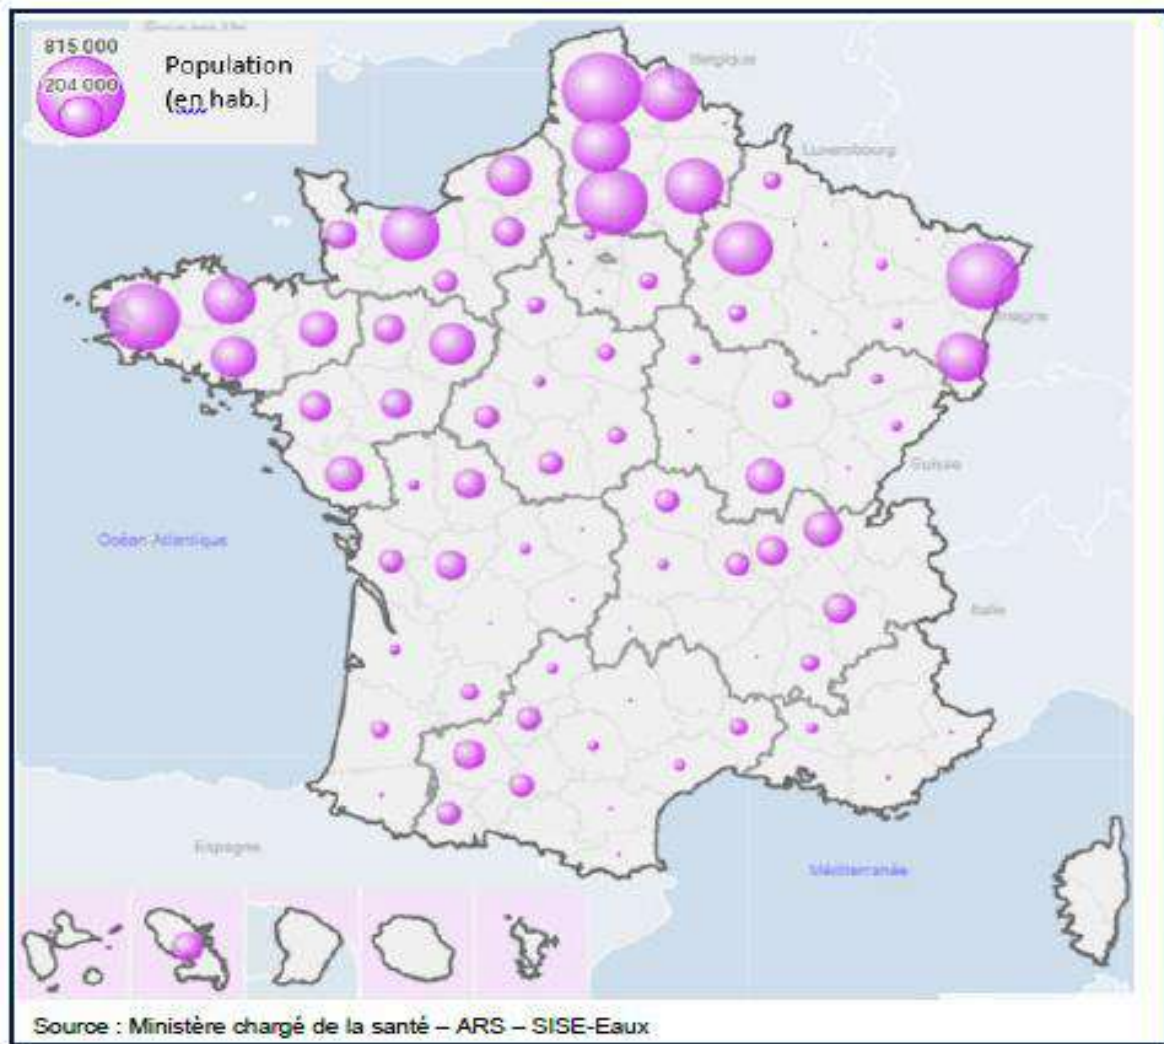 815 000
204 000
Population
(en hab.)
Belgique
Luxembourg
Suisse
Océan Atlantique
Italie
Espagne
Méditerranée
Source : Ministère chargé de la santé – ARS – SISE-Eaux